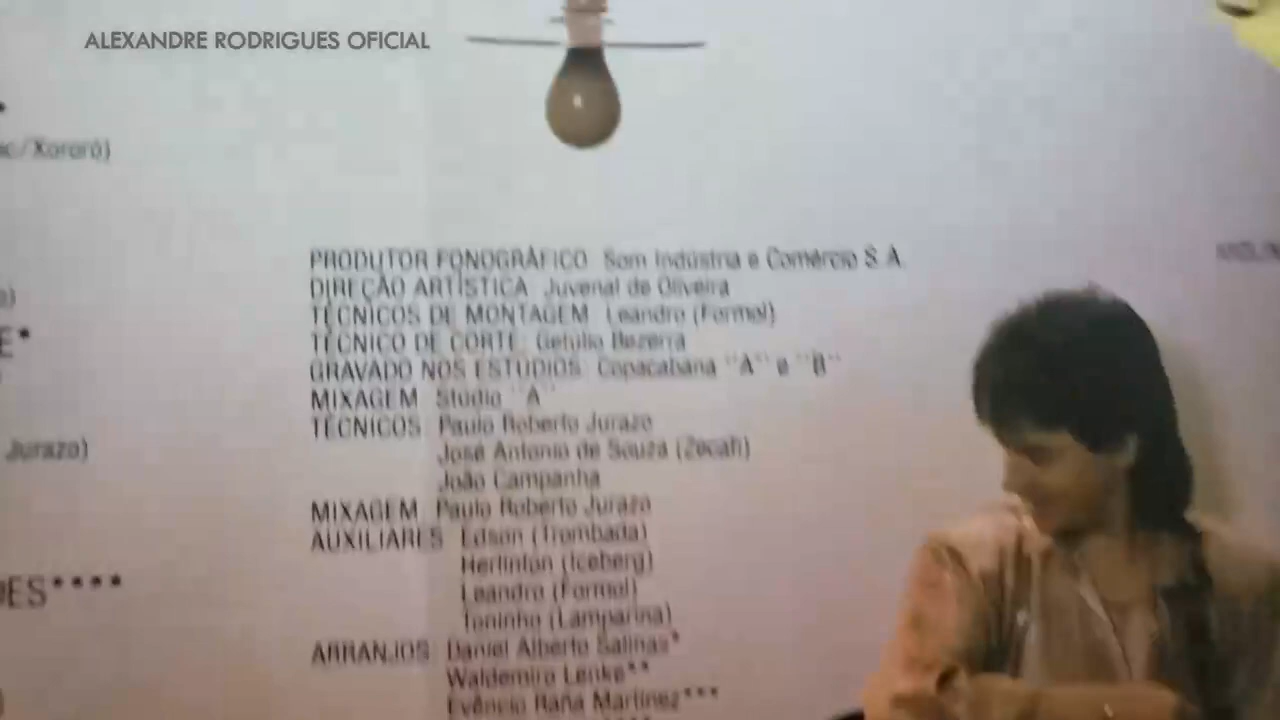 ALEXANDRE RODRIGUES OFICIAL
/Xororó)
PRODUTOR FONOGRÁFICO Som Indústria e Comércio S.A.
DIREÇÃO ARTÍSTICA Juvenal de Oliveira
TÉCNICOS DE MONTAGEM Leandro (Formol)
TÉCNICO DE CORTE Getulio Bezerra
GRAVADO NOS ESTÚDIOS Copacabana "A" e "B"
MIXAGEM Studio "A"
TÉCNICOS Paulo Roberto Jurazo
Jurazo)
José Antonio de Souza (Zecafi)
João Campanha
MIXAGEM Paulo Roberto Jurazo
AUXILIARES Edson (Trombada)
Herlinton (Iceberg)
Leandro (Formol)
ES****
Toninho (Lamparina)
ARRANJOS Daniel Alberto Salinas*
Waldemiro Lenke**
Evêncio Raña Martinez***